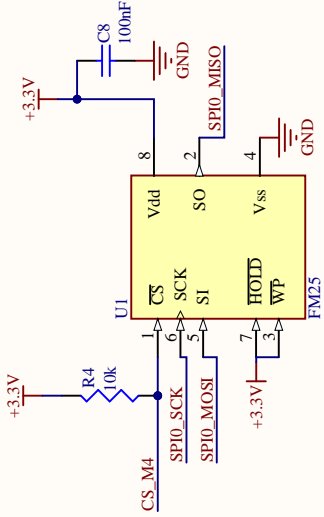 C8
100nF
GND
+3.3V
SPI0_MISO
GND
8
2
4
Vdd
SO
Vss
U1
CS
SCK
SI
HOLD
WP
FM25
1
6
5
7
3
+3.3V
R4
10k
+3.3V
SPI0_SCK
SPI0_MOSI
CS_M4